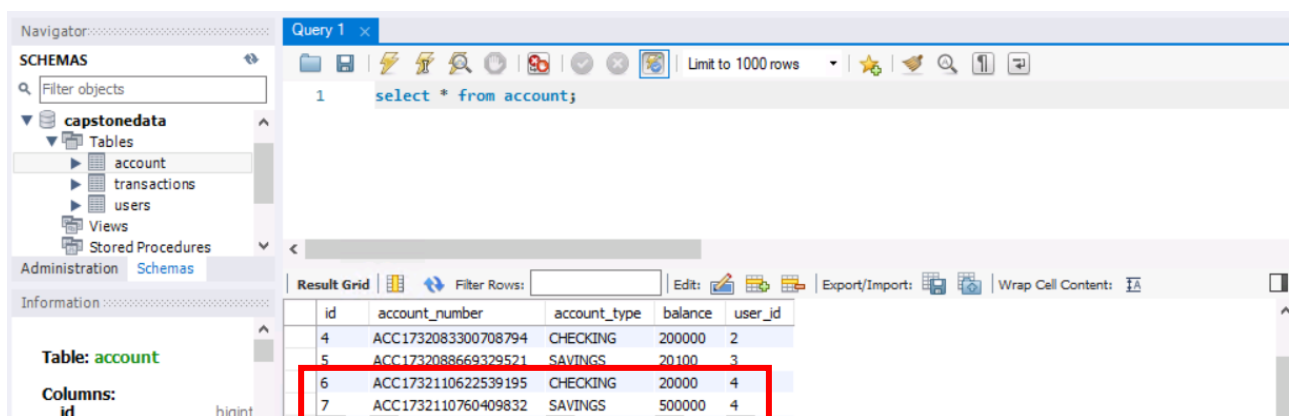 Navigator
SCHEMAS
Filter objects
capstonedata
Tables
account
transactions
users
Views
Stored Procedures
Administration Schemas
Information
Table: account
Columns:
id bigint
Query 1
Limit to 1000 rows
1 select * from account;
Result Grid Filter Rows: Edit: Export/Import: Wrap Cell Content: IA
id account_number account_type balance user_id
4 ACC1732083300708794 CHECKING 200000 2
5 ACC1732088669329521 SAVINGS 20100 3
6 ACC1732110622539195 CHECKING 20000 4
7 ACC1732110760409832 SAVINGS 500000 4